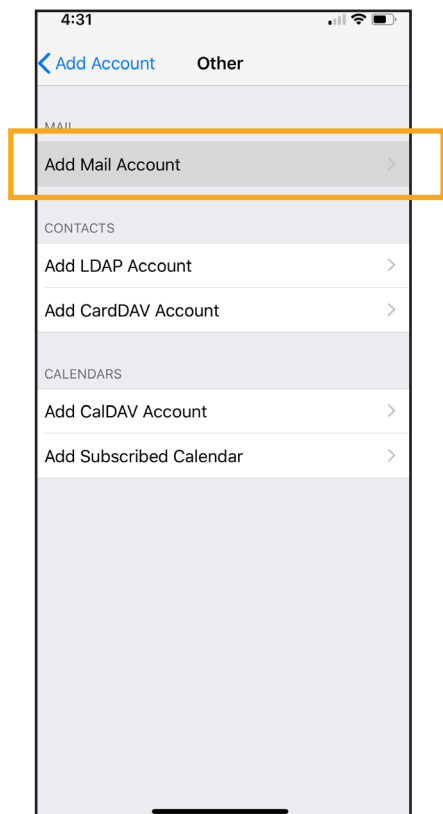 4:31
Add Account Other
MAIL
Add Mail Account
CONTACTS
Add LDAP Account
Add CardDAV Account
CALENDARS
Add CalDAV Account
Add Subscribed Calendar